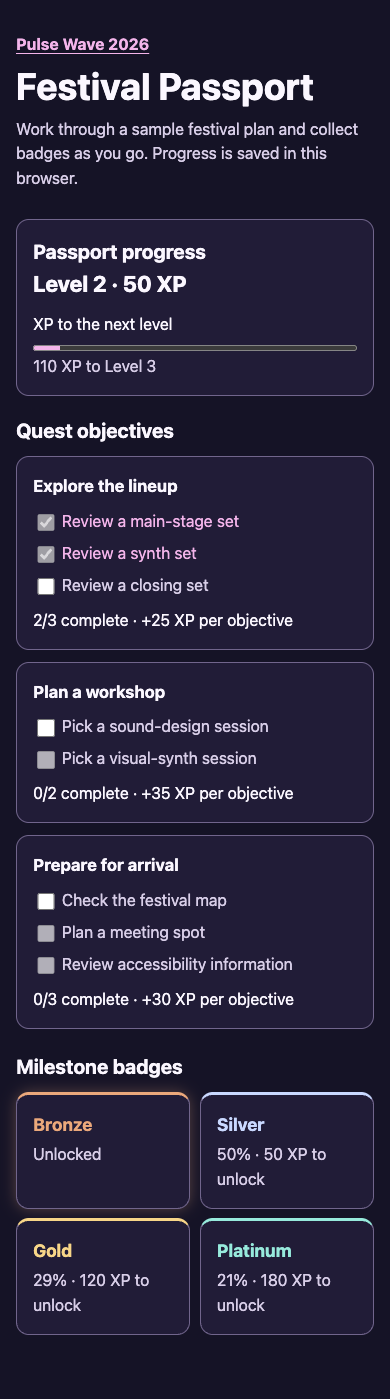 Pulse Wave 2026
Festival Passport
Work through a sample festival plan and collect
badges as you go. Progress is saved in this
browser.
Passport progress
Level 2 · 50 XP
XP to the next level
110 XP to Level 3
Quest objectives
Explore the lineup
Review a main-stage set
Review a synth set
Review a closing set
2/3 complete · +25 XP per objective
Plan a workshop
Pick a sound-design session
Pick a visual-synth session
0/2 complete · +35 XP per objective
Prepare for arrival
Check the festival map
Plan a meeting spot
Review accessibility information
0/3 complete · +30 XP per objective
Milestone badges
Bronze
Unlocked
Silver
50% · 50 XP to
unlock
Gold
29% · 120 XP to
unlock
Platinum
21% · 180 XP to
unlock